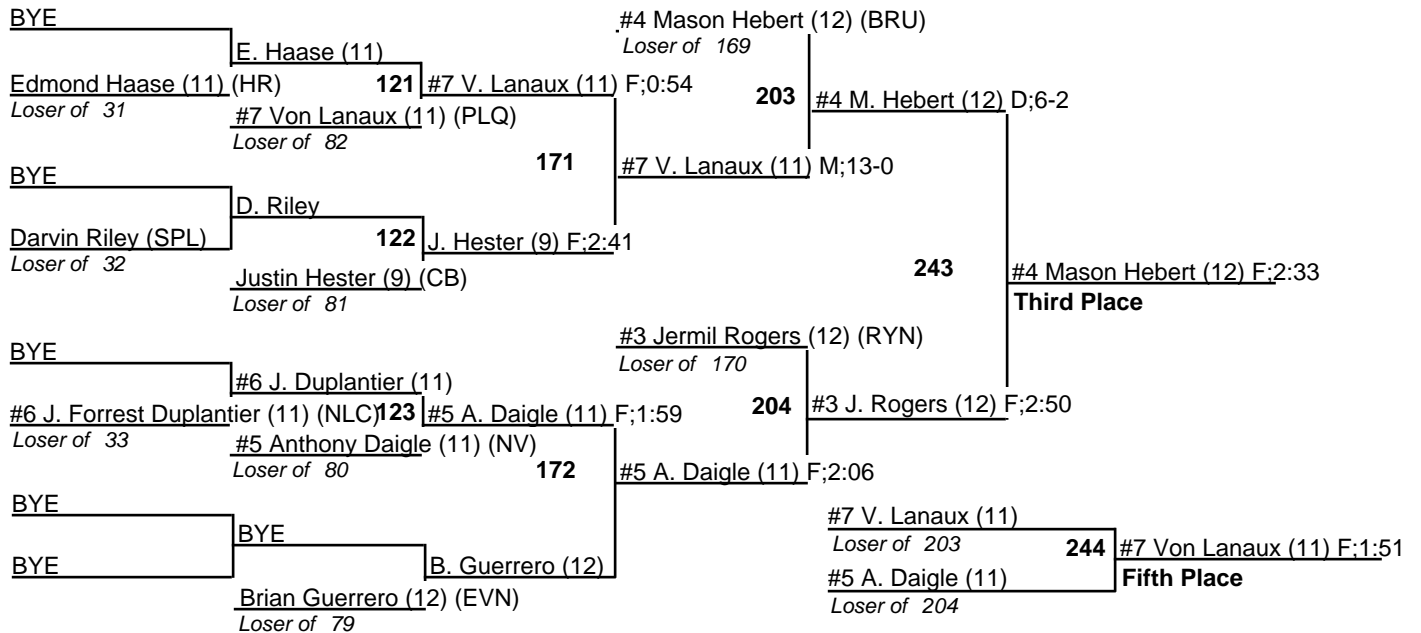 BYE
#4 Mason Hebert (12) (BRU)
Loser of 169
E. Haase (11)
Edmond Haase (11) (HR)
121
#7 V. Lanaux (11) F;0:54
203
#4 M. Hebert (12) D;6-2
Loser of 31
#7 Von Lanaux (11) (PLQ)
Loser of 82
171
#7 V. Lanaux (11) M;13-0
BYE
D. Riley
Darvin Riley (SPL)
122
J. Hester (9) F;2:41
Loser of 32
243
#4 Mason Hebert (12) F;2:33
Justin Hester (9) (CB)
Third Place
Loser of 81
#3 Jermil Rogers (12) (RYN)
BYE
Loser of 170
#6 J. Duplantier (11)
204
#3 J. Rogers (12) F;2:50
#6 J. Forrest Duplantier (11) (NLC)
123
#5 A. Daigle (11) F;1:59
Loser of 33
#5 Anthony Daigle (11) (NV)
Loser of 80
172
#5 A. Daigle (11) F;2:06
BYE
#7 V. Lanaux (11)
BYE
Loser of 203
244
#7 Von Lanaux (11) F;1:51
BYE
B. Guerrero (12)
#5 A. Daigle (11)
Fifth Place
Brian Guerrero (12) (EVN)
Loser of 204
Loser of 79